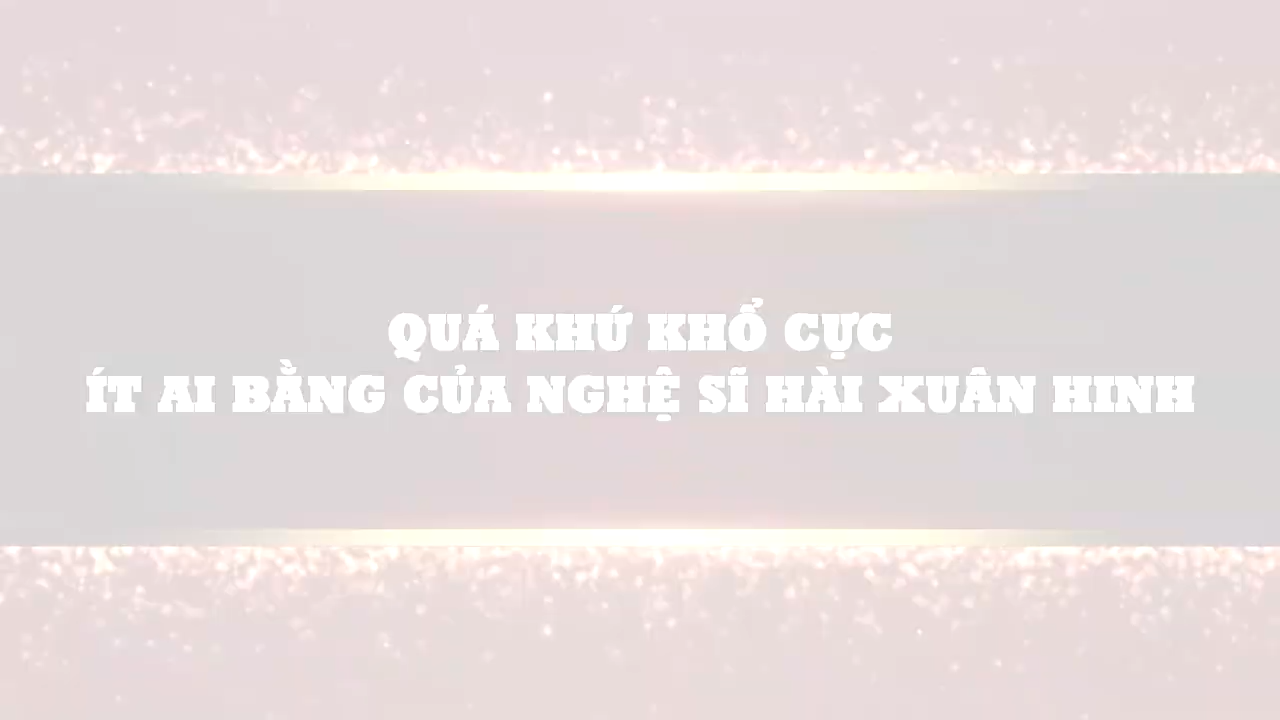 QUÁ KHỨ KHỔ CỰC
ÍT AI BẰNG CỦA NGHỆ SĨ HÀI XUÂN HINH